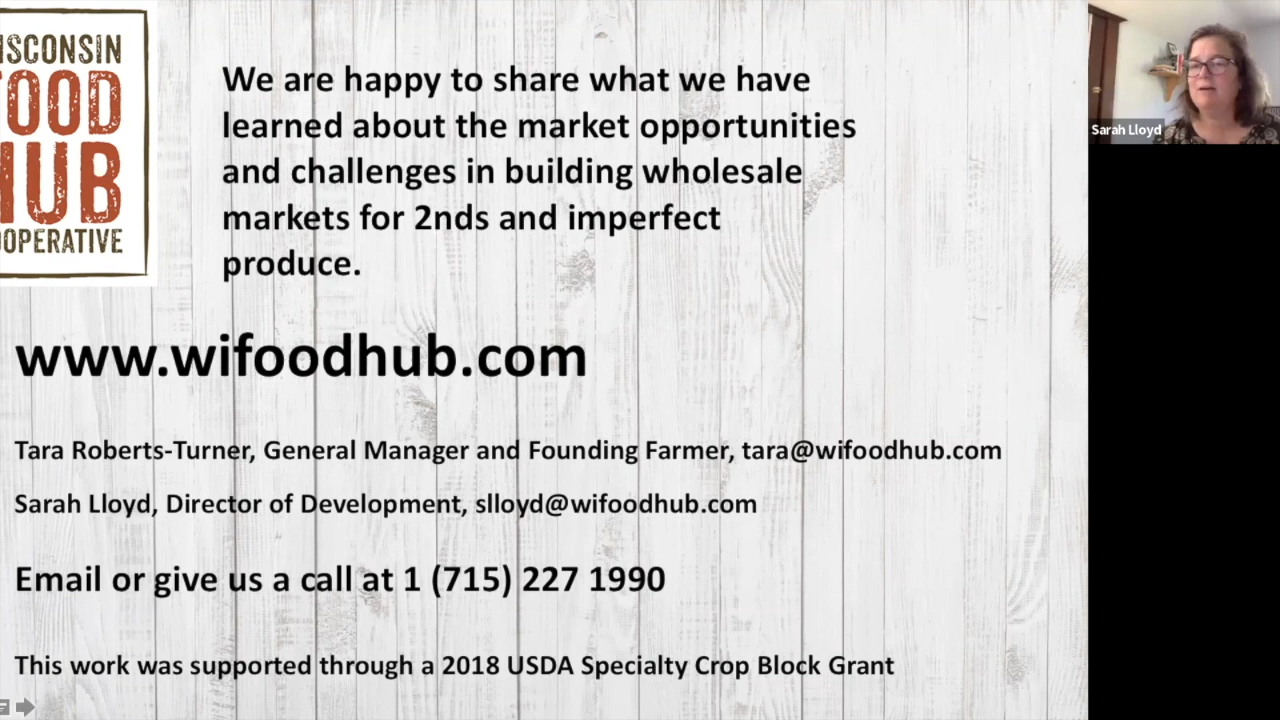 ISCONSIN
OOD
HUB
OOPERATIVE
We are happy to share what we have
learned about the market opportunities
and challenges in building wholesale
markets for 2nds and imperfect
produce.
www.wifoodhub.com
Tara Roberts-Turner, General Manager and Founding Farmer, tara@wifoodhub.com
Sarah Lloyd, Director of Development, slloyd@wifoodhub.com
Email or give us a call at 1 (715) 227 1990
This work was supported through a 2018 USDA Specialty Crop Block Grant
Sarah Lloyd